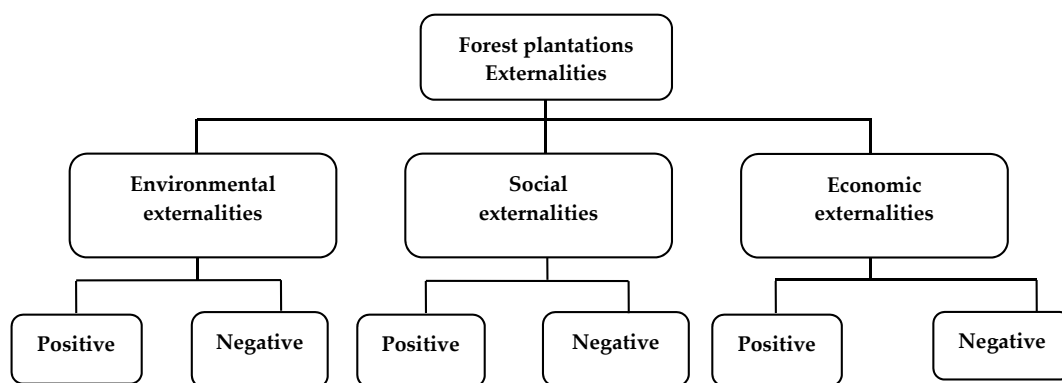 Forest plantations
Externalities
Environmental
externalities
Social
externalities
Economic
externalities
Positive
Negative
Positive
Negative
Positive
Negative